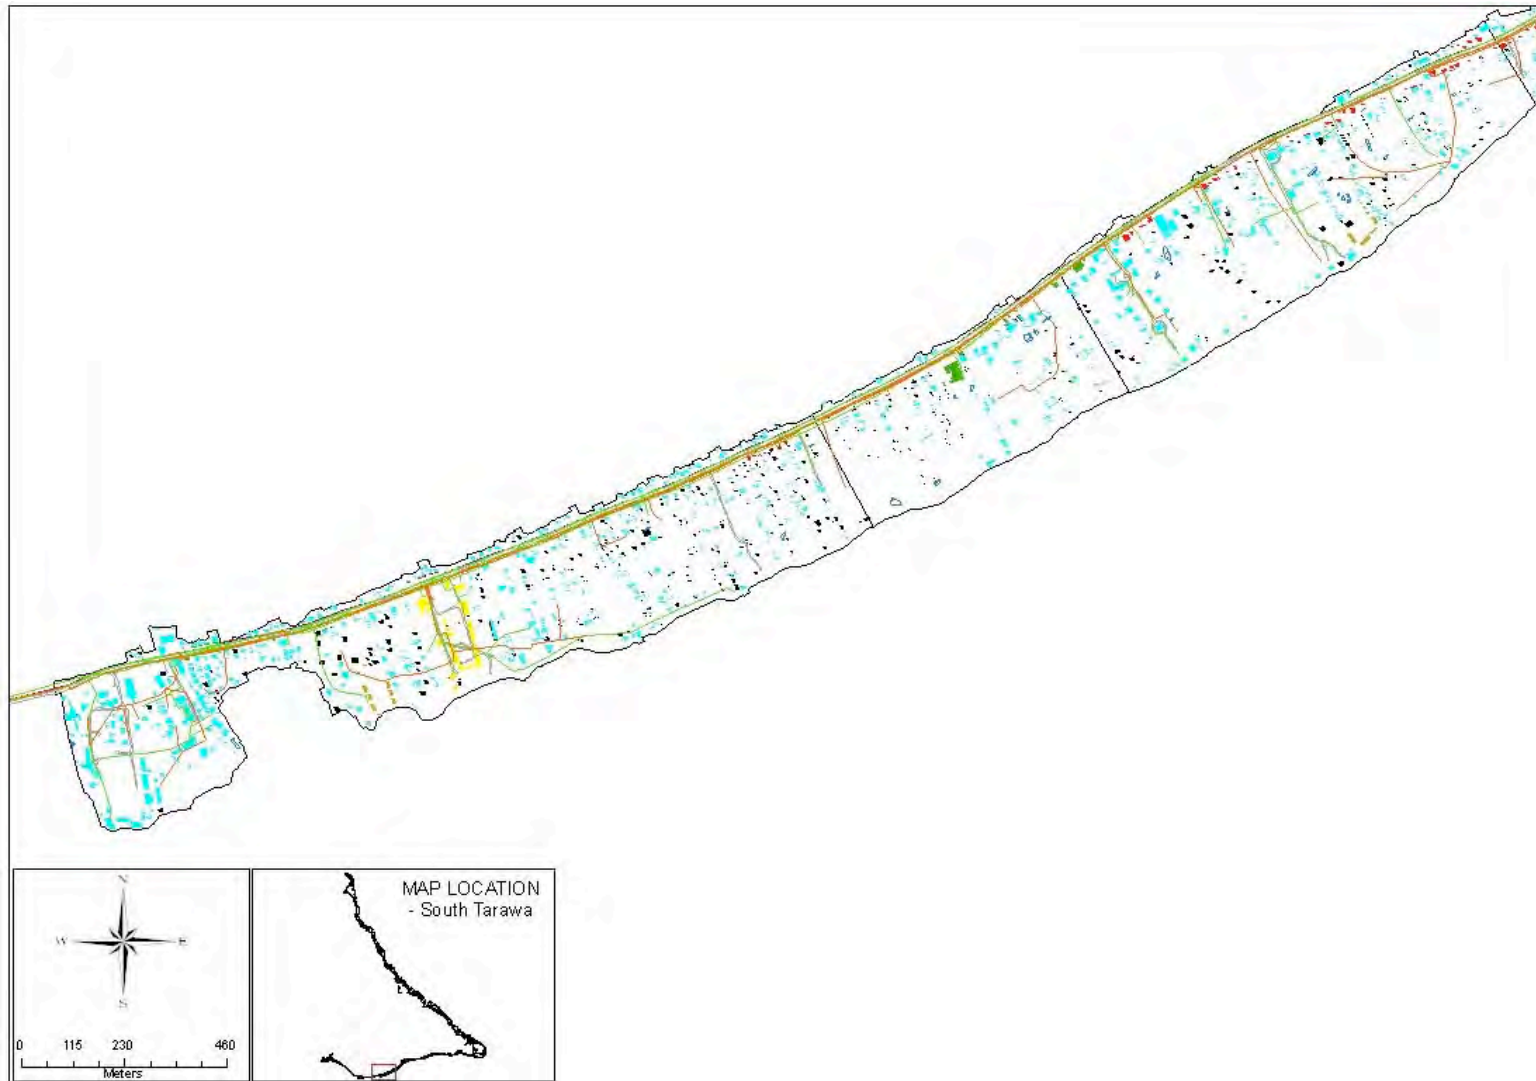 N
W E
S
0 115 230 460
Meters
MAP LOCATION
- South Tarawa